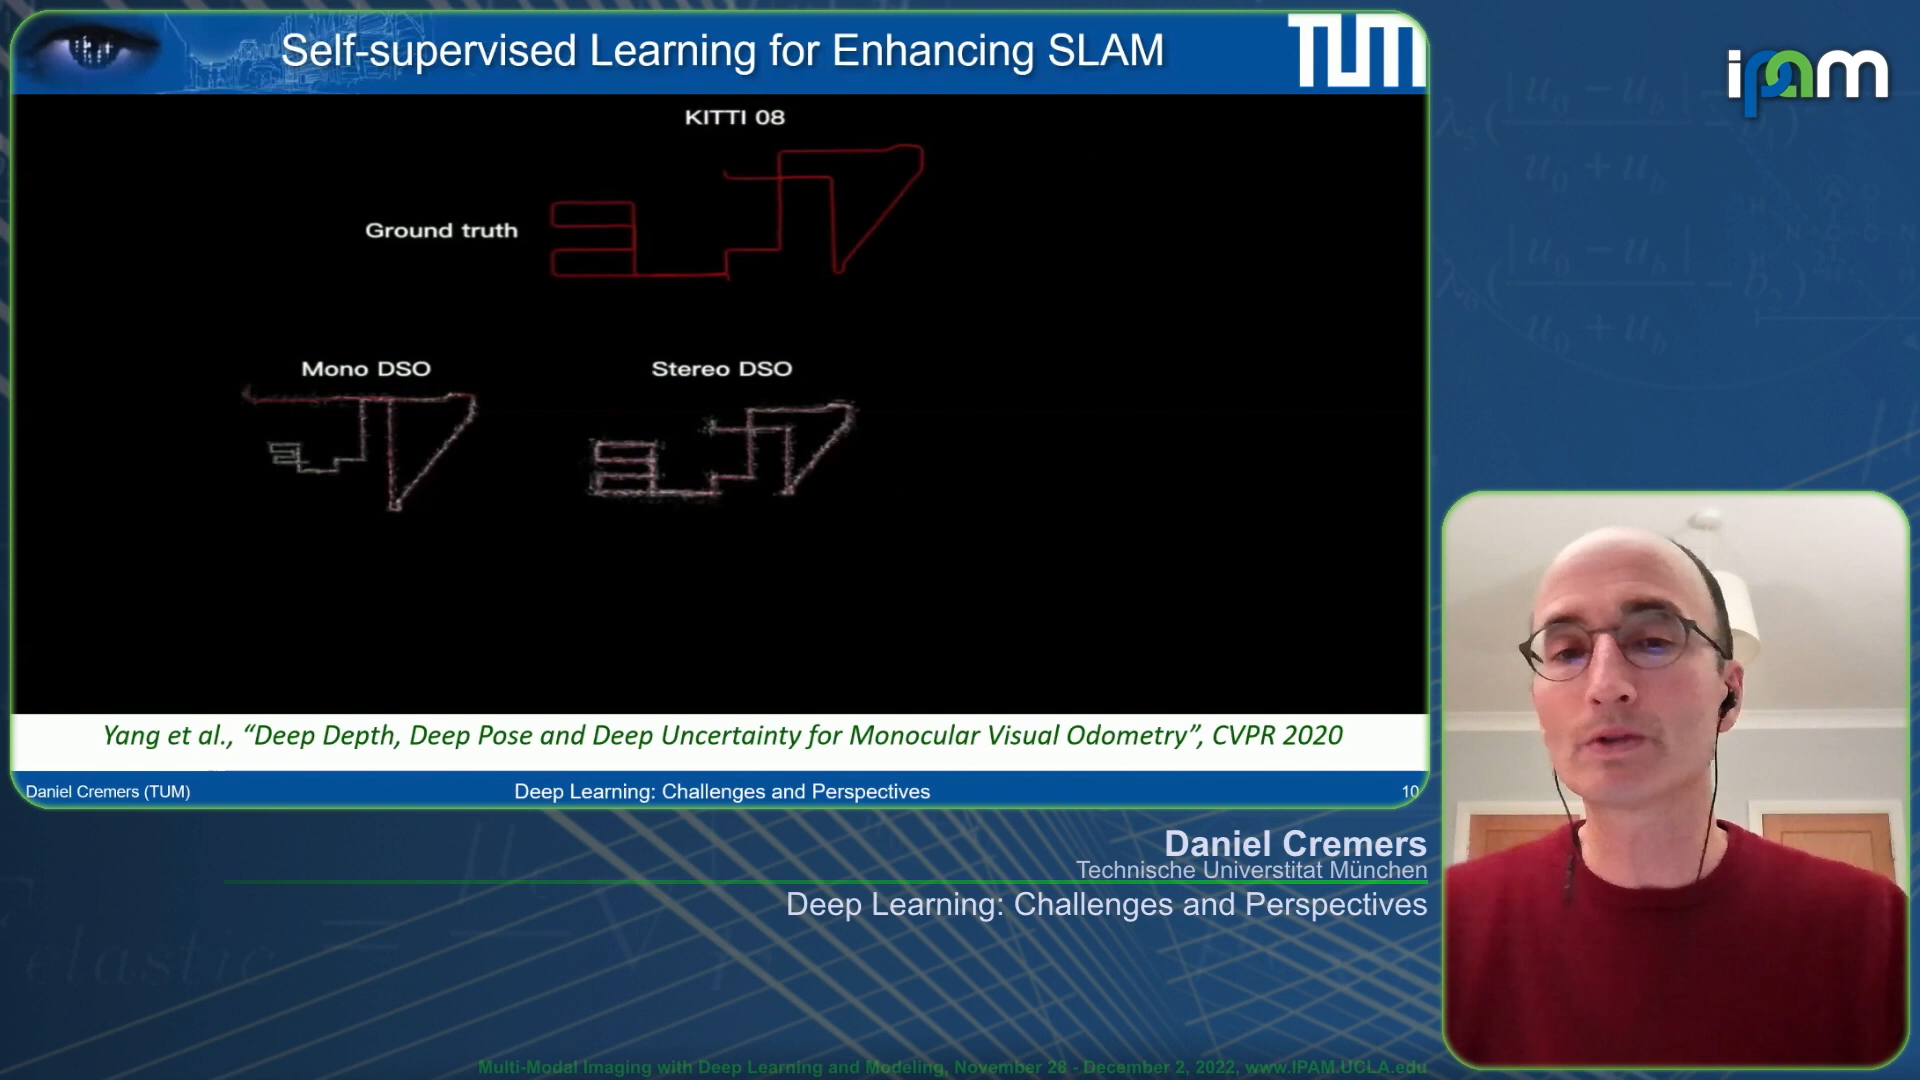 Self-supervised Learning for Enhancing SLAM
TUM
ipam
KITTI 08
Ground truth
Mono DSO
Stereo DSO
Yang et al., “Deep Depth, Deep Pose and Deep Uncertainty for Monocular Visual Odometry”, CVPR 2020
Daniel Cremers (TUM)
Deep Learning: Challenges and Perspectives
10
Daniel Cremers
Technische Universtitat München
Deep Learning: Challenges and Perspectives
elastic
Multi-Modal Imaging with Deep Learning and Modeling, November 28 - December 2, 2022, www.IPAM.UCLA.edu